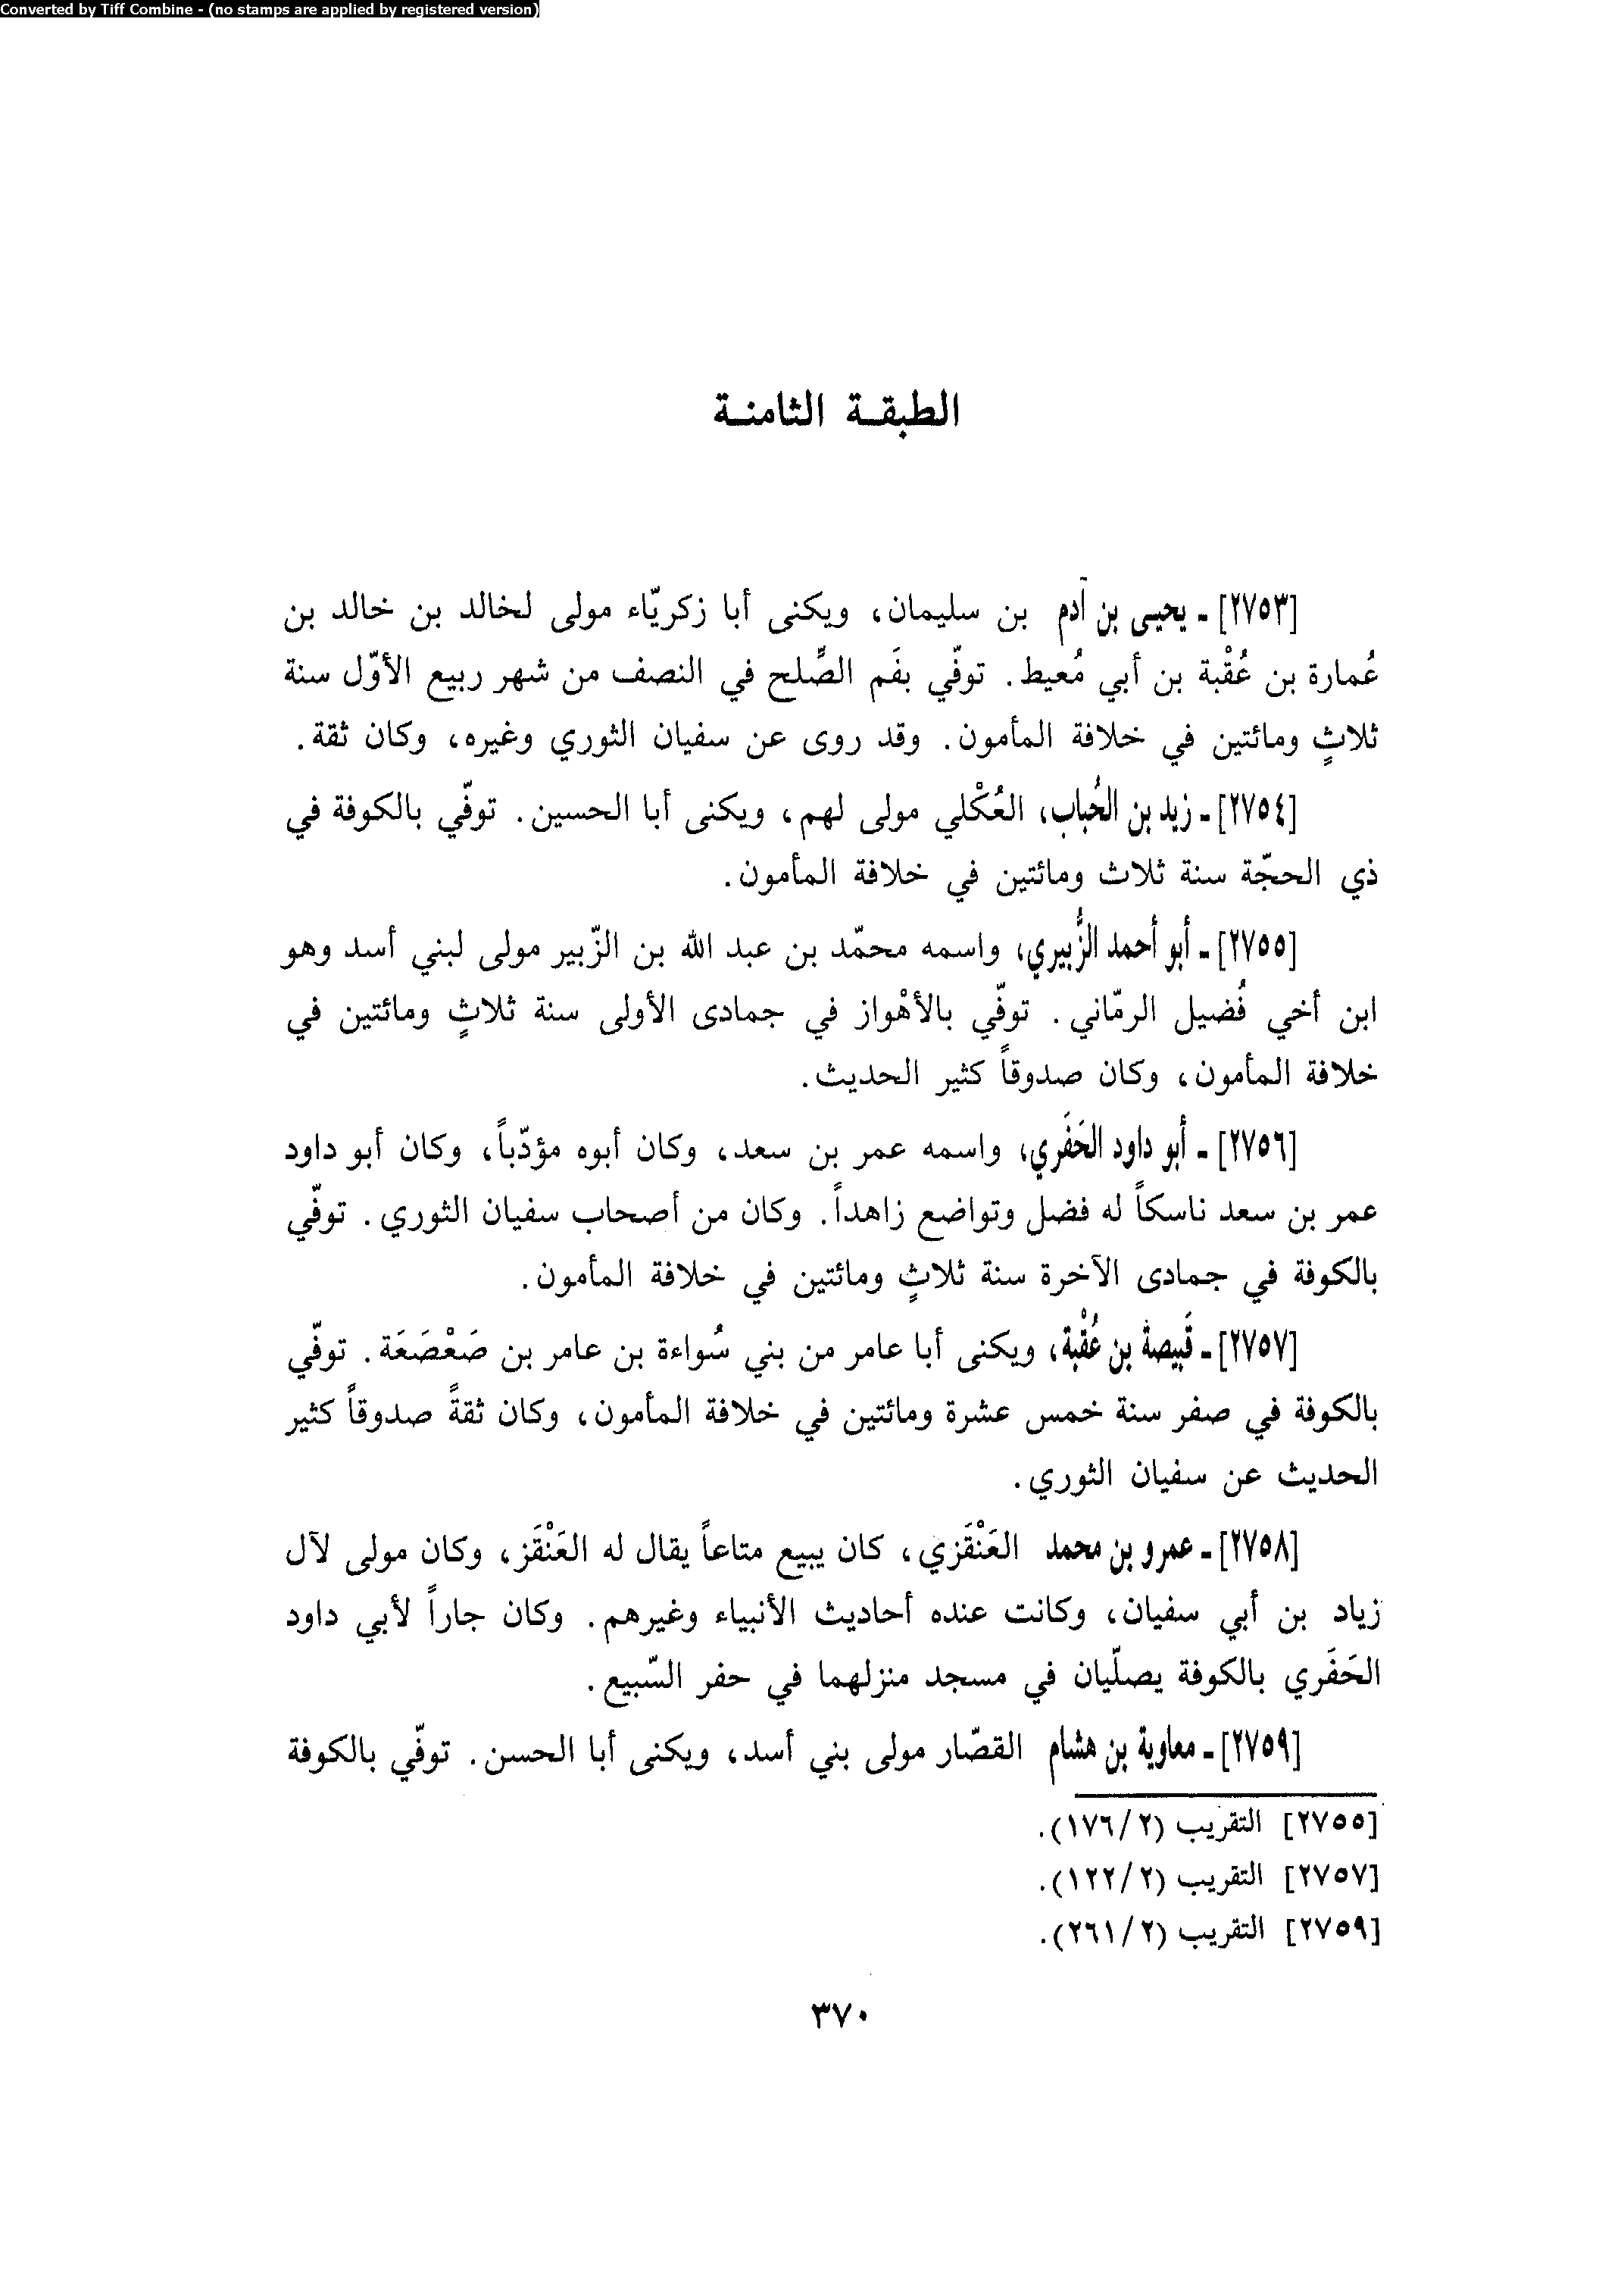 Converted by Tiff Combine - (no stamps are applied by registered version)
الطبقة الثامنة
[٢٧٥٣] ـ يحيى بن آدم بن سليمان، ويكنى أبا زكريّاء مولى لخالد بن خالد بن
عُمارة بن عُقْبة بن أبي مُعيط. توفّي بفَم الصِّلح في النصف من شهر ربيع الأوّل سنة
ثلاثٍ ومائتين في خلافة المأمون. وقد روى عن سفيان الثوري وغيره، وكان ثقة.
[٢٧٥٤] ـ زيد بن الحُباب، العُكْلي مولى لهم، ويكنى أبا الحسين. توفّي بالكوفة في
ذي الحجّة سنة ثلاث ومائتين في خلافة المأمون.
[٢٧٥٥] ـ أبو أحمد الزُّبيري، واسمه محمّد بن عبد الله بن الزّبير مولى لبني أسد وهو
ابن أخي فُضيل الرمّاني. توفّي بالأهْواز في جمادى الأولى سنة ثلاثٍ ومائتين في
خلافة المأمون، وكان صدوقاً كثير الحديث.
[٢٧٥٦] ـ أبو داود الحَفَري، واسمه عمر بن سعد، وكان أبوه مؤدّباً، وكان أبو داود
عمر بن سعد ناسكاً له فضل وتواضع زاهداً. وكان من أصحاب سفيان الثوري. توفّي
بالكوفة في جمادى الآخرة سنة ثلاثٍ ومائتين في خلافة المأمون.
[٢٧٥٧] ـ قَبيصة بن عُقْبة، ويكنى أبا عامر من بني سُواءة بن عامر بن صَعْصَعَة. توفّي
بالكوفة في صفر سنة خمس عشرة ومائتين في خلافة المأمون، وكان ثقةً صدوقاً كثير
الحديث عن سفيان الثوري.
[٢٧٥٨] ـ عمرو بن محمد العَنْقَزي، كان يبيع متاعاً يقال له العَنْقَز، وكان مولى لآل
زياد بن أبي سفيان، وكانت عنده أحاديث الأنبياء وغيرهم. وكان جاراً لأبي داود
الحَفَري بالكوفة يصلّيان في مسجد منزلهما في حفر السّبيع.
[٢٧٥٩] ـ معاوية بن هشام القصّار مولى بني أسد، ويكنى أبا الحسن. توفّي بالكوفة
[٢٧٥٥] التقريب (٢/ ١٧٦).
[٢٧٥٧] التقريب (٢/ ١٢٢).
[٢٧٥٩] التقريب (٢/ ٢٦١).
٣٧٠